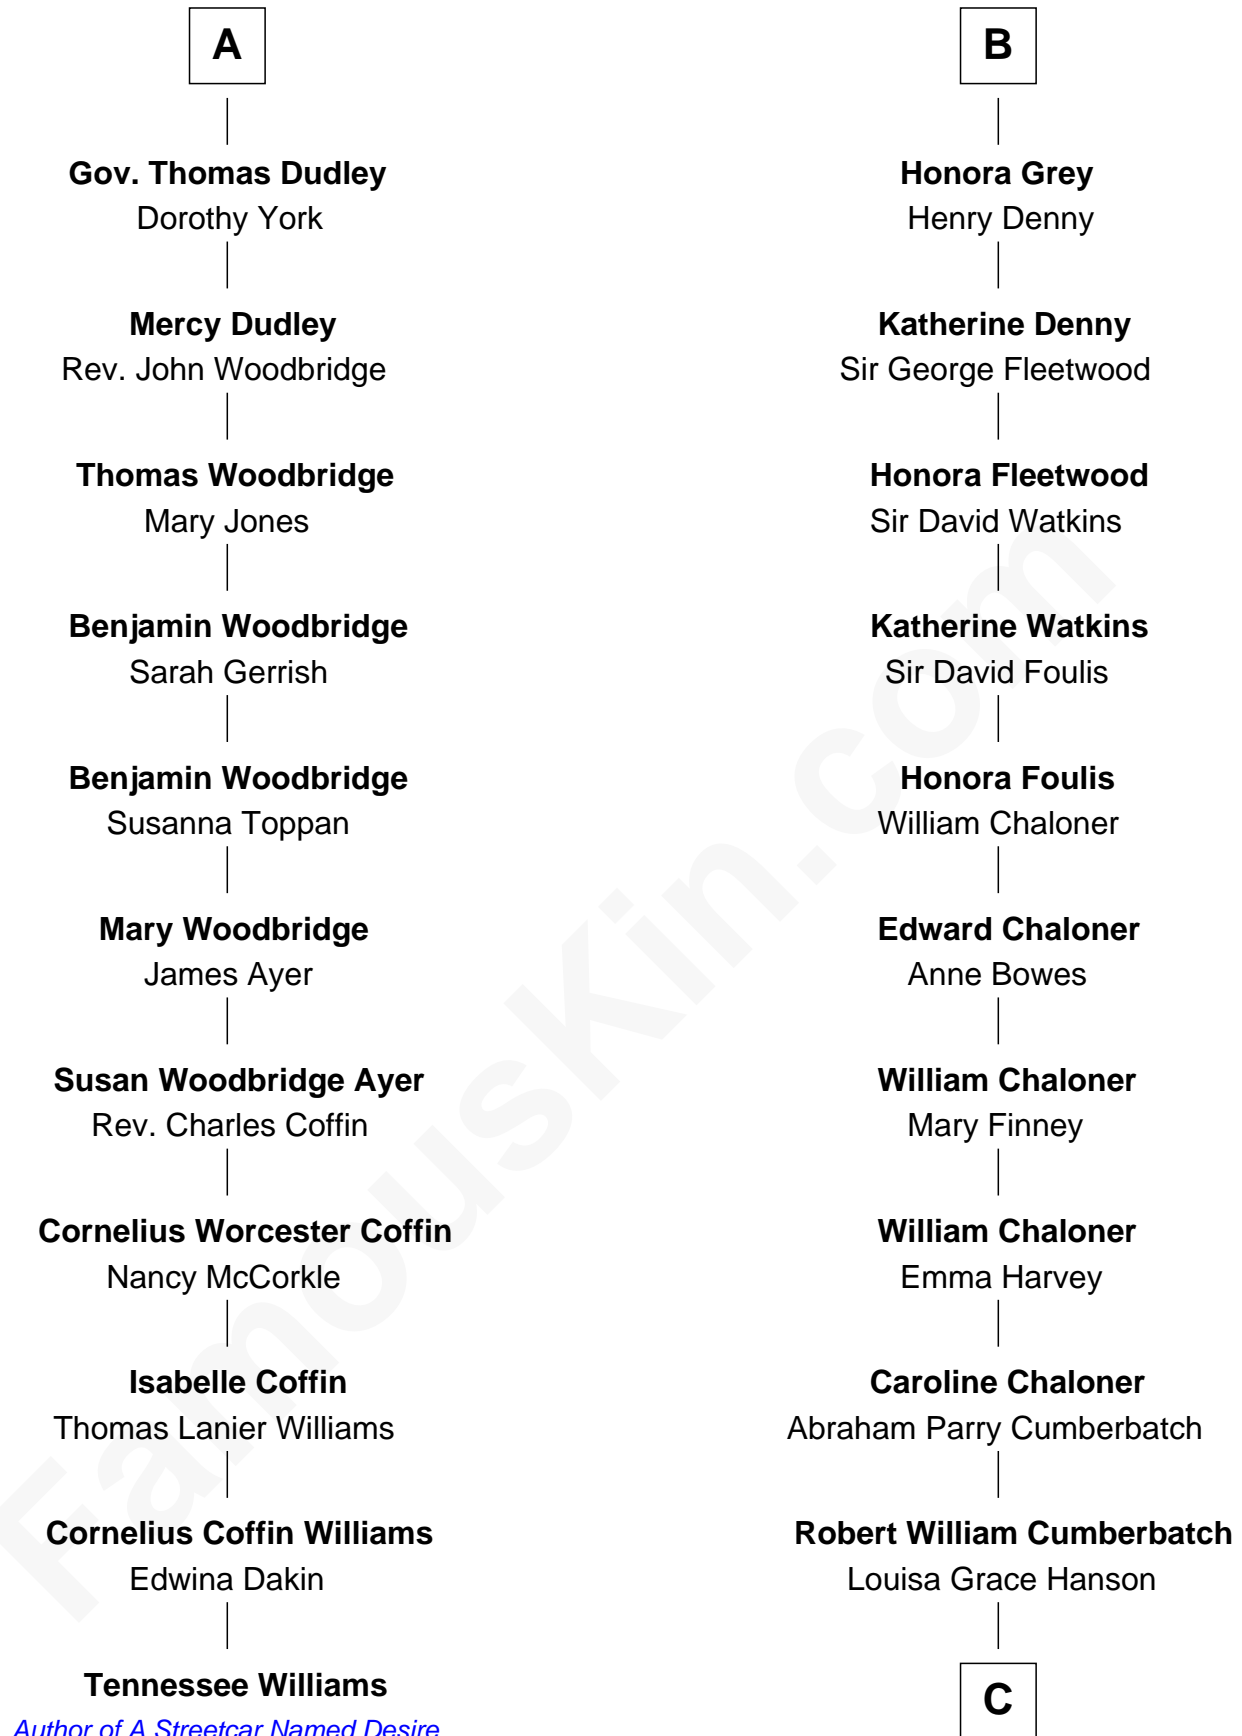 A
Gov. Thomas Dudley
Dorothy York
Mercy Dudley
Rev. John Woodbridge
Thomas Woodbridge
Mary Jones
Benjamin Woodbridge
Sarah Gerrish
Benjamin Woodbridge
Susanna Toppan
Mary Woodbridge
James Ayer
Susan Woodbridge Ayer
Rev. Charles Coffin
Cornelius Worcester Coffin
Nancy McCorkle
Isabelle Coffin
Thomas Lanier Williams
Cornelius Coffin Williams
Edwina Dakin
Tennessee Williams
Author of A Streetcar Named Desire
B
Honora Grey
Henry Denny
Katherine Denny
Sir George Fleetwood
Honora Fleetwood
Sir David Watkins
Katherine Watkins
Sir David Foulis
Honora Foulis
William Chaloner
Edward Chaloner
Anne Bowes
William Chaloner
Mary Finney
William Chaloner
Emma Harvey
Caroline Chaloner
Abraham Parry Cumberbatch
Robert William Cumberbatch
Louisa Grace Hanson
C
FamousKin.com